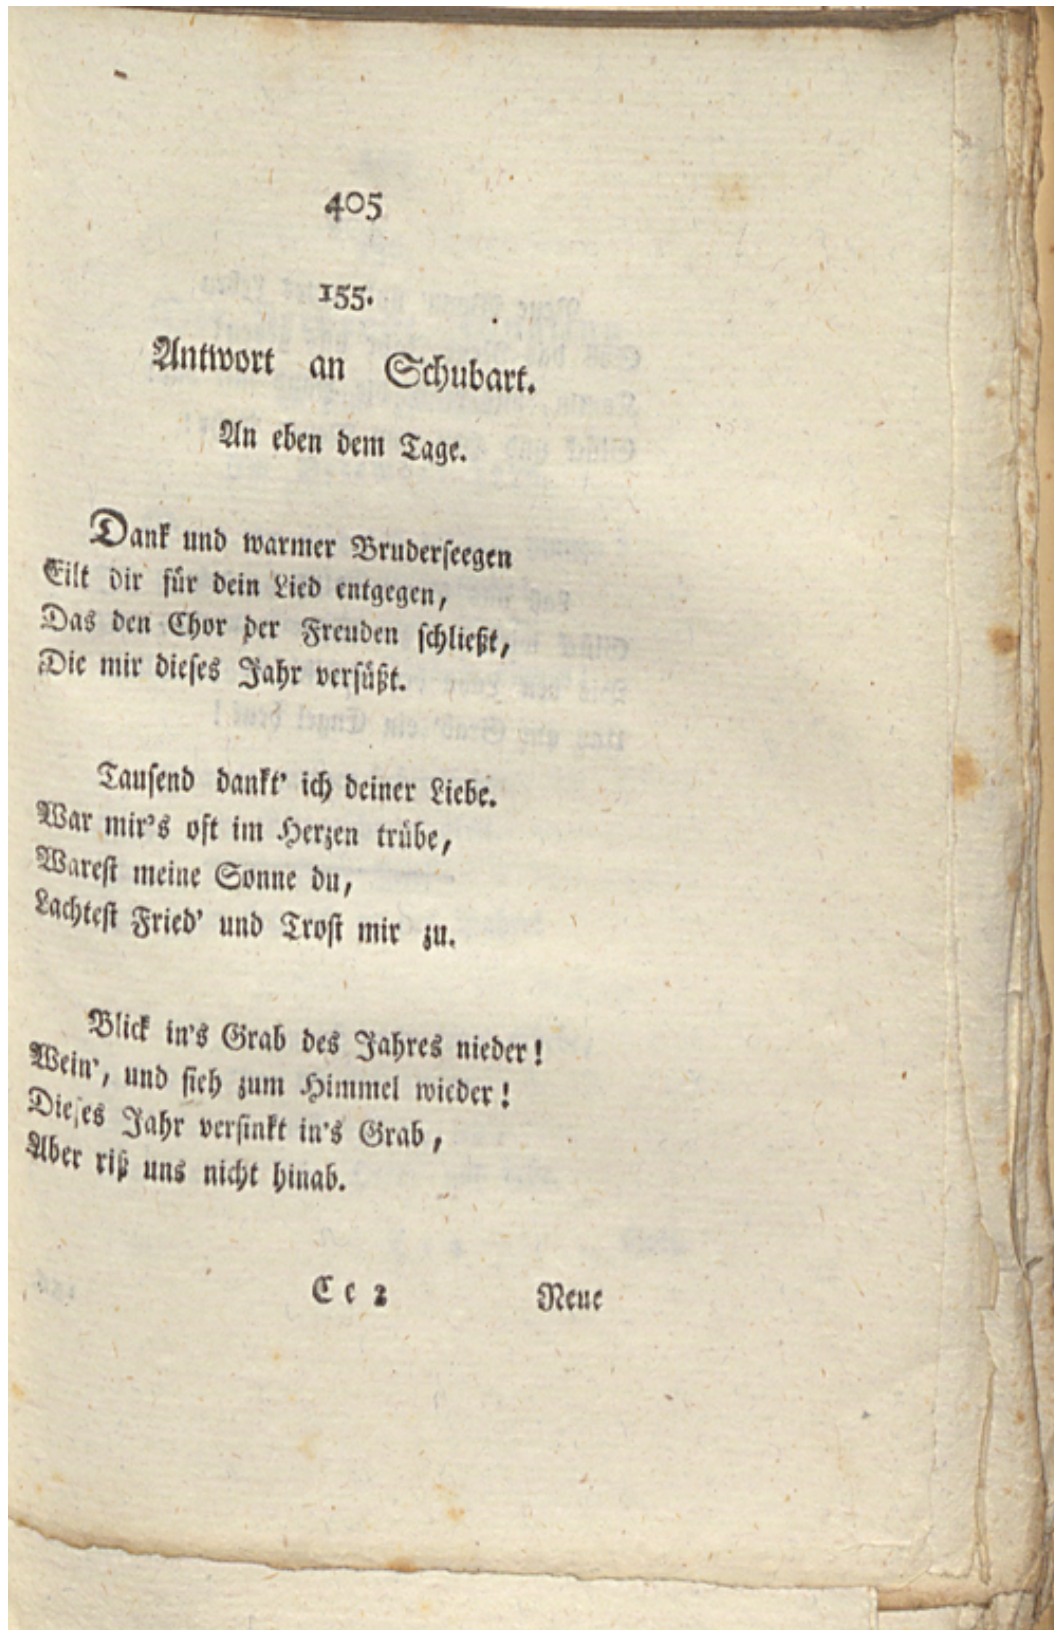 405
155.
Antwort an Schubart.
An eben dem Tage.
Dank und warmer Bruderseegen
Eilt dir für dein Lied entgegen,
Das den Chor der Freuden schließt,
Die mir dieses Jahr versüßt.
Tausend dankt' ich deiner Liebe.
War mir's oft im Herzen trübe,
Warest meine Sonne du,
Lachtest Fried' und Trost mir zu.
Blick in's Grab des Jahres nieder!
Wein', und sieh zum Himmel wieder!
Dieses Jahr versinkt in's Grab,
Aber riß uns nicht hinab.
Cc 2 Neue